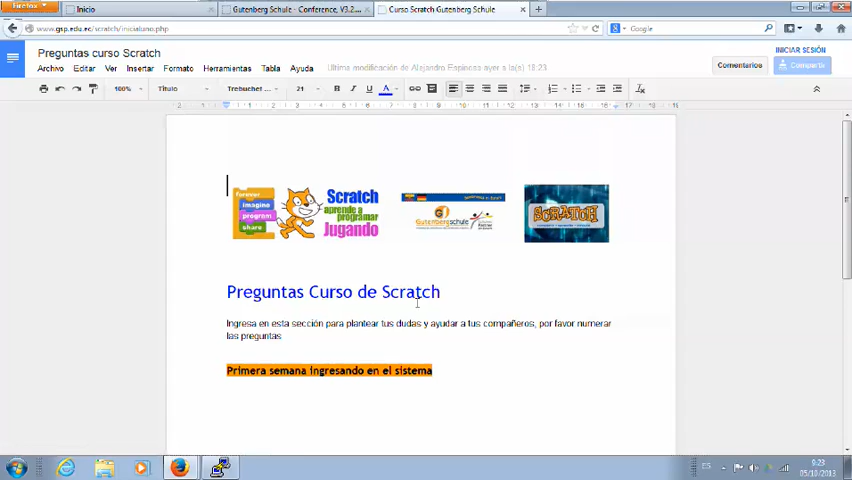 Firefox
Inicio
Gutenberg Schule - Conference, V3.2....
Curso Scratch Gutenberg Schule
www.gsp.edu.ec/scratch/inicialuno.php
Google
Preguntas curso Scratch
INICIAR SESIÓN
Archivo Editar Ver Insertar Formato Herramientas Tabla Ayuda
Última modificación de Alejandro Espinosa ayer a la(s) 18:23
Comentarios
Compartir
100%
Título
Trebuchet ...
21
B I U A
forever
imagine
program
share
Scratch
aprende a
programar
Jugando
Gutenbergschule
SCRATCH
Preguntas Curso de Scratch
Ingresa en esta sección para plantear tus dudas y ayudar a tus compañeros, por favor numerar
las preguntas
Primera semana ingresando en el sistema
ES
9:23
05/10/2013